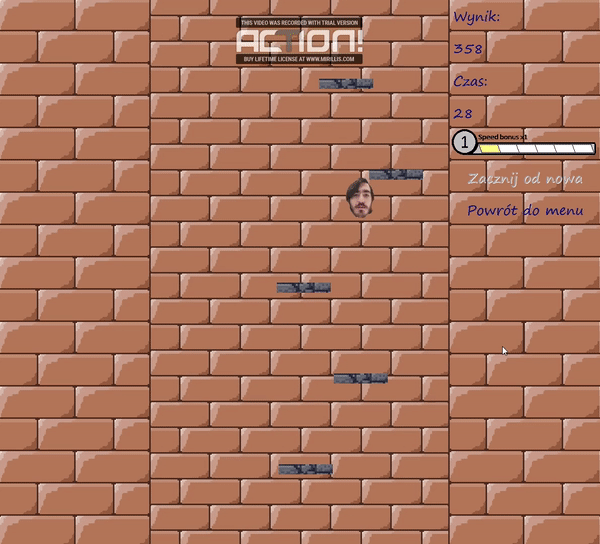 THIS VIDEO WAS RECORDED WITH TRIAL VERSION
ACTION!
BUY LIFETIME LICENSE AT WWW.MIRILLIS.COM
Wynik:
358
Czas:
28
1
Speed bonus x1
Zacznij od nowa
Powrót do menu